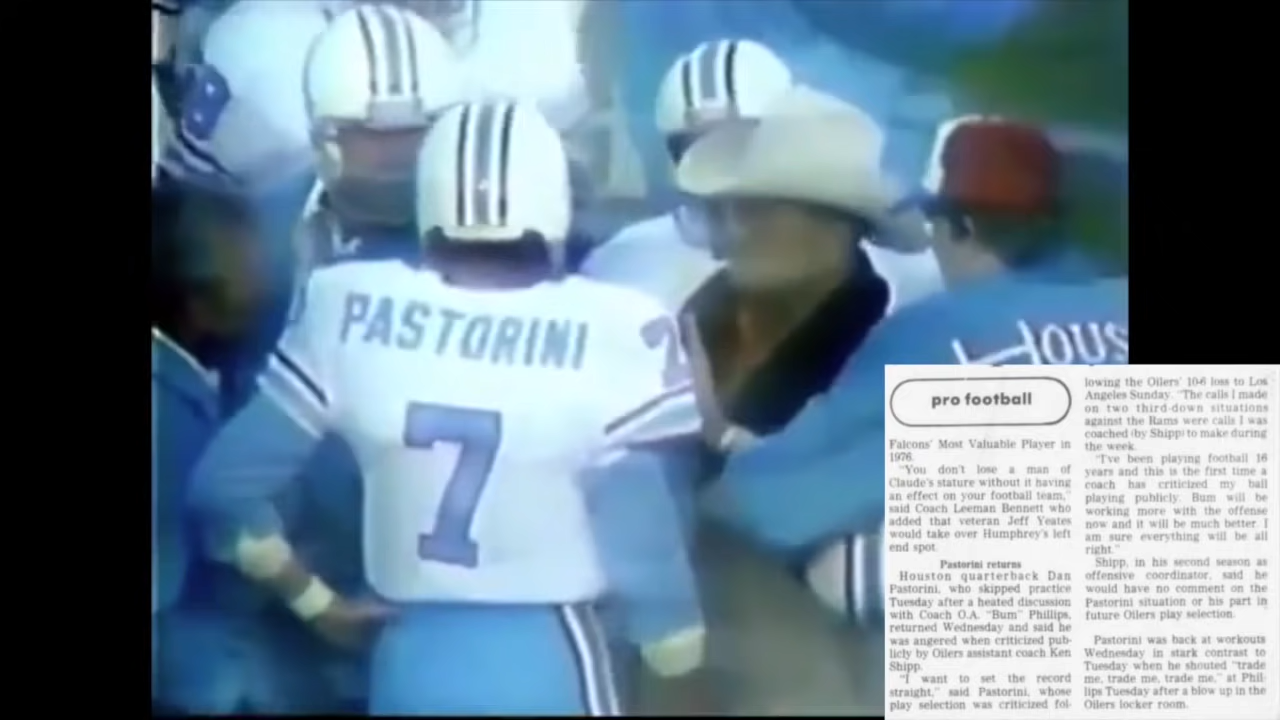 PASTORINI
7
Hous
pro football
Falcons' Most Valuable Player in
1976.
"You don't lose a man of
Claude's stature without it having
an effect on your football team,"
said Coach Leeman Bennett who
added that veteran Jeff Yeates
would take over Humphrey's left
end spot.
Pastorini returns
Houston quarterback Dan
Pastorini, who skipped practice
Tuesday after a heated discussion
with Coach O.A. "Bum" Phillips,
returned Wednesday and said he
was angered when criticized pub-
licly by Oilers assistant coach Ken
Shipp.
"I want to set the record
straight," said Pastorini, whose
play selection was criticized fol-
lowing the Oilers' 10-6 loss to Los
Angeles Sunday. "The calls I made
on two third-down situations
against the Rams were calls I was
coached (by Shipp) to make during
the week.
"I've been playing football 16
years and this is the first time a
coach has criticized my ball
playing publicly. Bum will be
working more with the offense
now and it will be much better. I
am sure everything will be all
right."
Shipp, in his second season as
offensive coordinator, said he
would have no comment on the
Pastorini situation or his part in
future Oilers play selection.
Pastorini was back at workouts
Wednesday in stark contrast to
Tuesday when he shouted "trade
me, trade me, trade me," at Phil-
lips Tuesday after a blow up in the
Oilers locker room.